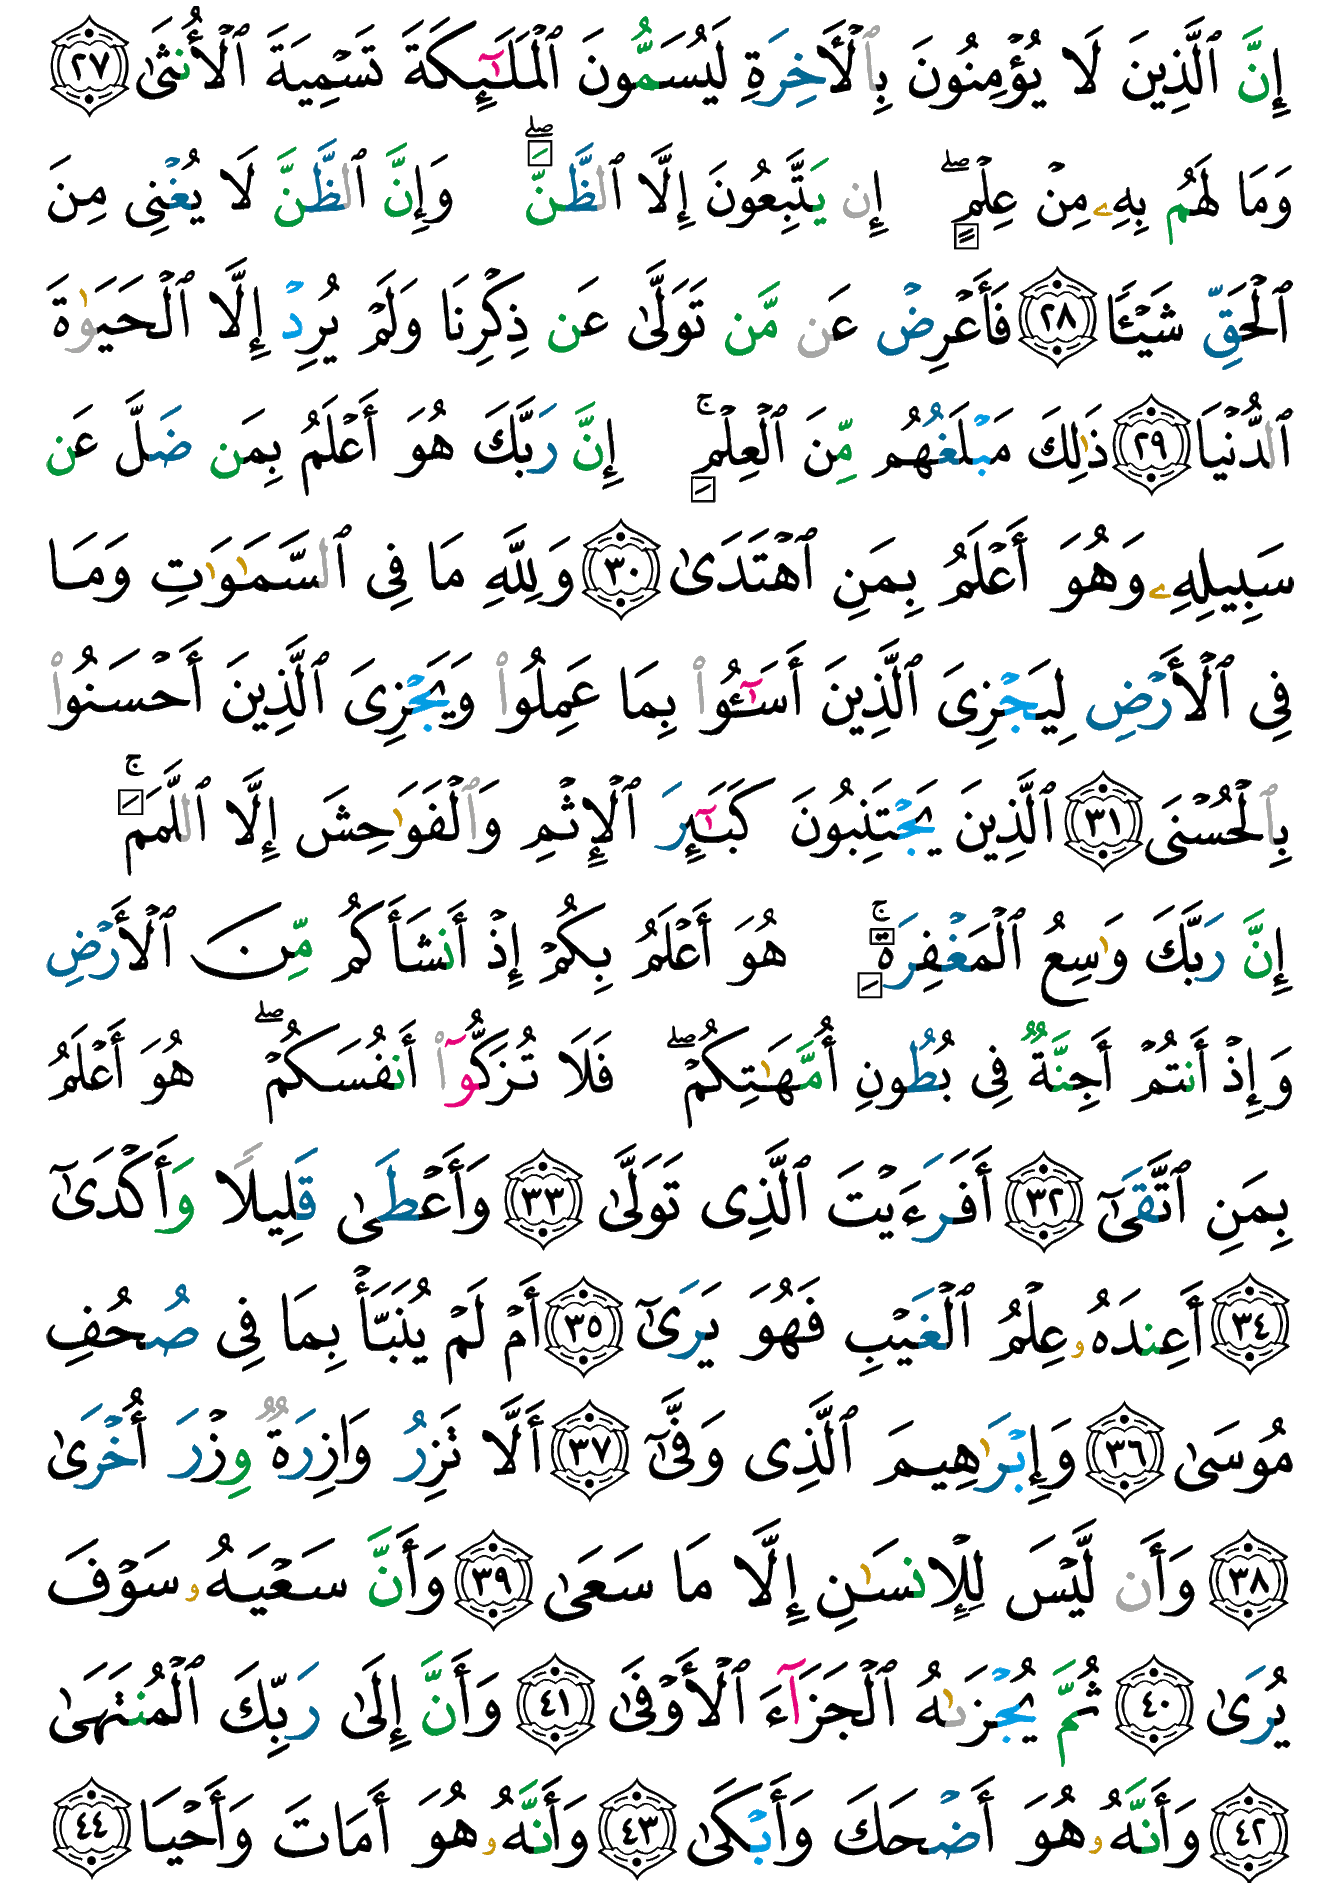 إِنَّ ٱلَّذِينَ لَا يُؤۡمِنُونَ بِٱلۡأٓخِرَةِ لَيُسَمُّونَ ٱلۡمَلَٰٓئِكَةَ تَسۡمِيَةَ ٱلۡأُنثَىٰ ٢٧
وَمَا لَهُم بِهِۦ مِنۡ عِلۡمٍۖ إِن يَتَّبِعُونَ إِلَّا ٱلظَّنَّۖ وَإِنَّ ٱلظَّنَّ لَا يُغۡنِي مِنَ
ٱلۡحَقِّ شَيۡـٔٗا ٢٨ فَأَعۡرِضۡ عَن مَّن تَوَلَّىٰ عَن ذِكۡرِنَا وَلَمۡ يُرِدۡ إِلَّا ٱلۡحَيَوٰةَ
ٱلدُّنۡيَا ٢٩ ذَٰلِكَ مَبۡلَغُهُم مِّنَ ٱلۡعِلۡمِۚ إِنَّ رَبَّكَ هُوَ أَعۡلَمُ بِمَن ضَلَّ عَن
سَبِيلِهِۦ وَهُوَ أَعۡلَمُ بِمَنِ ٱهۡتَدَىٰ ٣٠ وَلِلَّهِ مَا فِي ٱلسَّمَٰوَٰتِ وَمَا
فِي ٱلۡأَرۡضِ لِيَجۡزِيَ ٱلَّذِينَ أَسَٰٓـُٔواْ بِمَا عَمِلُواْ وَيَجۡزِيَ ٱلَّذِينَ أَحۡسَنُواْ
بِٱلۡحُسۡنَى ٣١ ٱلَّذِينَ يَجۡتَنِبُونَ كَبَٰٓئِرَ ٱلۡإِثۡمِ وَٱلۡفَوَٰحِشَ إِلَّا ٱللَّمَمَۚ
إِنَّ رَبَّكَ وَٰسِعُ ٱلۡمَغۡفِرَةِۚ هُوَ أَعۡلَمُ بِكُمۡ إِذۡ أَنشَأَكُم مِّنَ ٱلۡأَرۡضِ
وَإِذۡ أَنتُمۡ أَجِنَّةٞ فِي بُطُونِ أُمَّهَٰتِكُمۡۖ فَلَا تُزَكُّوٓاْ أَنفُسَكُمۡۖ هُوَ أَعۡلَمُ
بِمَنِ ٱتَّقَىٰٓ ٣٢ أَفَرَءَيۡتَ ٱلَّذِي تَوَلَّىٰ ٣٣ وَأَعۡطَىٰ قَلِيلٗا وَأَكۡدَىٰٓ
٣٤ أَعِندَهُۥ عِلۡمُ ٱلۡغَيۡبِ فَهُوَ يَرَىٰٓ ٣٥ أَمۡ لَمۡ يُنَبَّأۡ بِمَا فِي صُحُفِ
مُوسَىٰ ٣٦ وَإِبۡرَٰهِيمَ ٱلَّذِي وَفَّىٰٓ ٣٧ أَلَّا تَزِرُ وَازِرَةٞ وِزۡرَ أُخۡرَىٰ
٣٨ وَأَن لَّيۡسَ لِلۡإِنسَٰنِ إِلَّا مَا سَعَىٰ ٣٩ وَأَنَّ سَعۡيَهُۥ سَوۡفَ
يُرَىٰ ٤٠ ثُمَّ يُجۡزَىٰهُ ٱلۡجَزَآءَ ٱلۡأَوۡفَىٰ ٤١ وَأَنَّ إِلَىٰ رَبِّكَ ٱلۡمُنتَهَىٰ
٤٢ وَأَنَّهُۥ هُوَ أَضۡحَكَ وَأَبۡكَىٰ ٤٣ وَأَنَّهُۥ هُوَ أَمَاتَ وَأَحۡيَا ٤٤